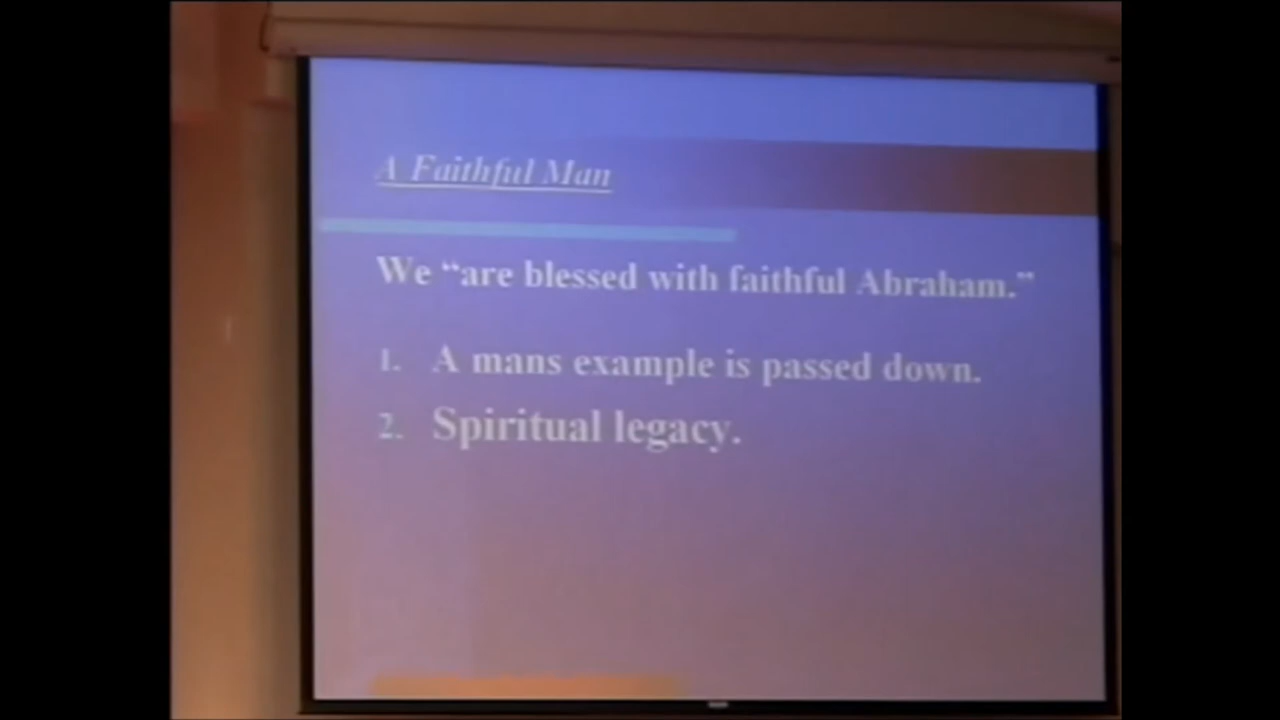 A Faithful Man
We “are blessed with faithful Abraham.”
1. A mans example is passed down.
2. Spiritual legacy.